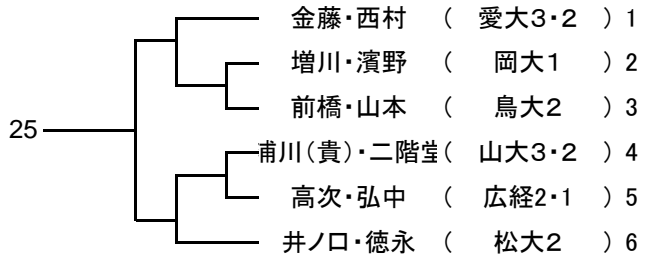 金藤・西村 ( 愛大3・2 ) 1
増川・濱野 ( 岡大1 ) 2
前橋・山本 ( 鳥大2 ) 3
25
川(貴)・二階堂( 山大3・2 ) 4
高次・弘中 ( 広経2・1 ) 5
井ノ口・徳永 ( 松大2 ) 6